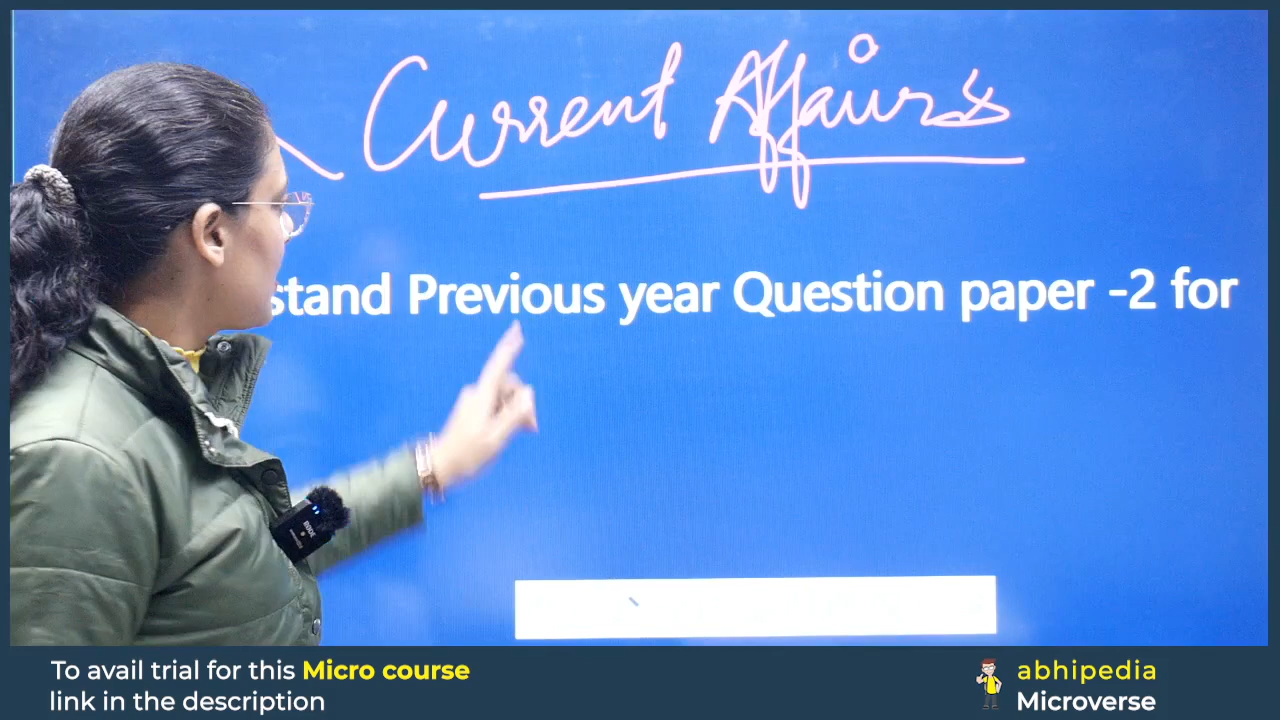 Current Affairs
stand Previous year Question paper -2 for
To avail trial for this Micro course
link in the description
abhipedia
Microverse